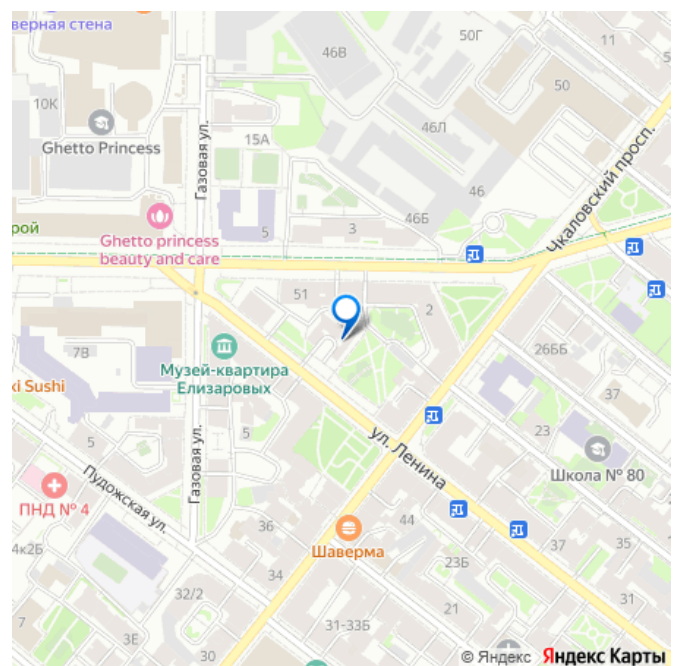 верная стена
50Г
11
46В
50
10К
Ghetto Princess
15А
46Л
Газовая ул.
Чкаловский просп.
46
46Б
рой
5
3
Ghetto princess
beauty and care
51
2
7В
Музей-квартира
Елизаровых
26ББ
ki Sushi
37
ул. Ленина
23
5
5
Газовая ул.
Школа № 80
Пудожская ул.
ПНД № 4
36
44
Шаверма
37
35
4к2Б
34
23Б
32/2
21
31
7
3Е
31-33Б
30
© Яндекс Яндекс Карты